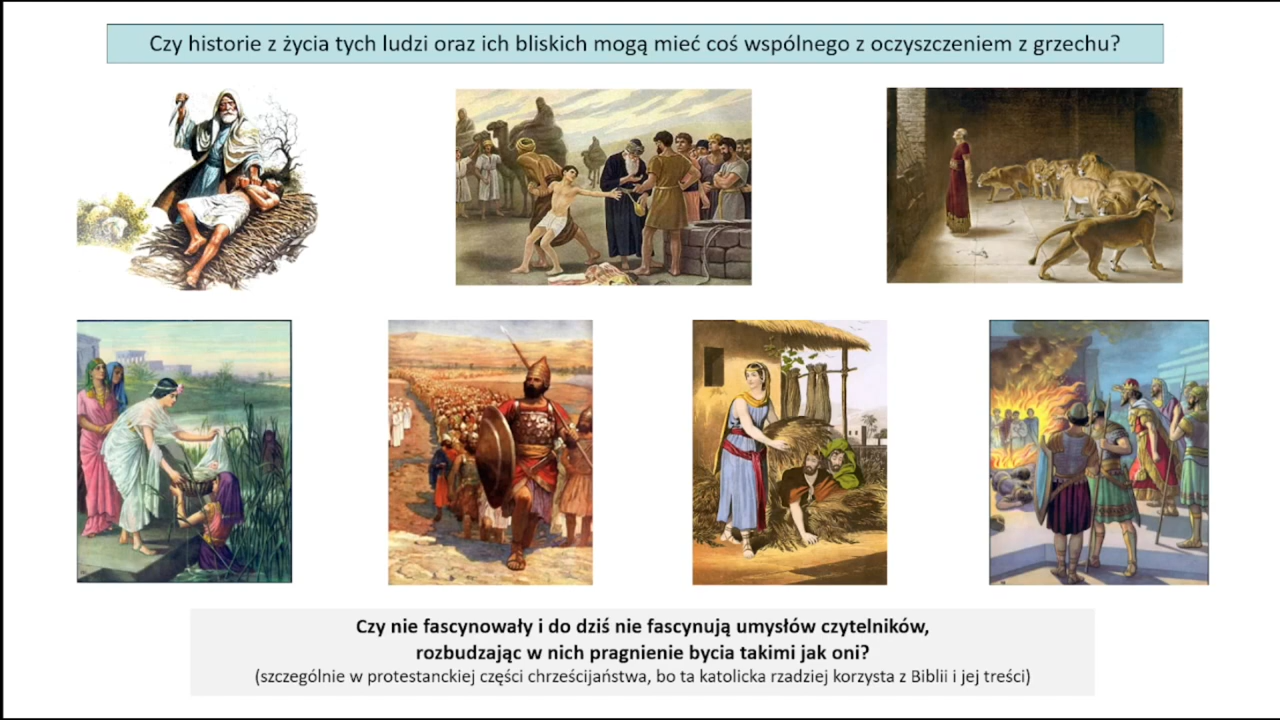 Czy historie z życia tych ludzi oraz ich bliskich mogą mieć coś wspólnego z oczyszczeniem z grzechu?
Czy nie fascynowały i do dziś nie fascynują umysłów czytelników,
rozbudzając w nich pragnienie bycia takimi jak oni?
(szczególnie w protestanckiej części chrześcijaństwa, bo ta katolicka rzadziej korzysta z Biblii i jej treści)